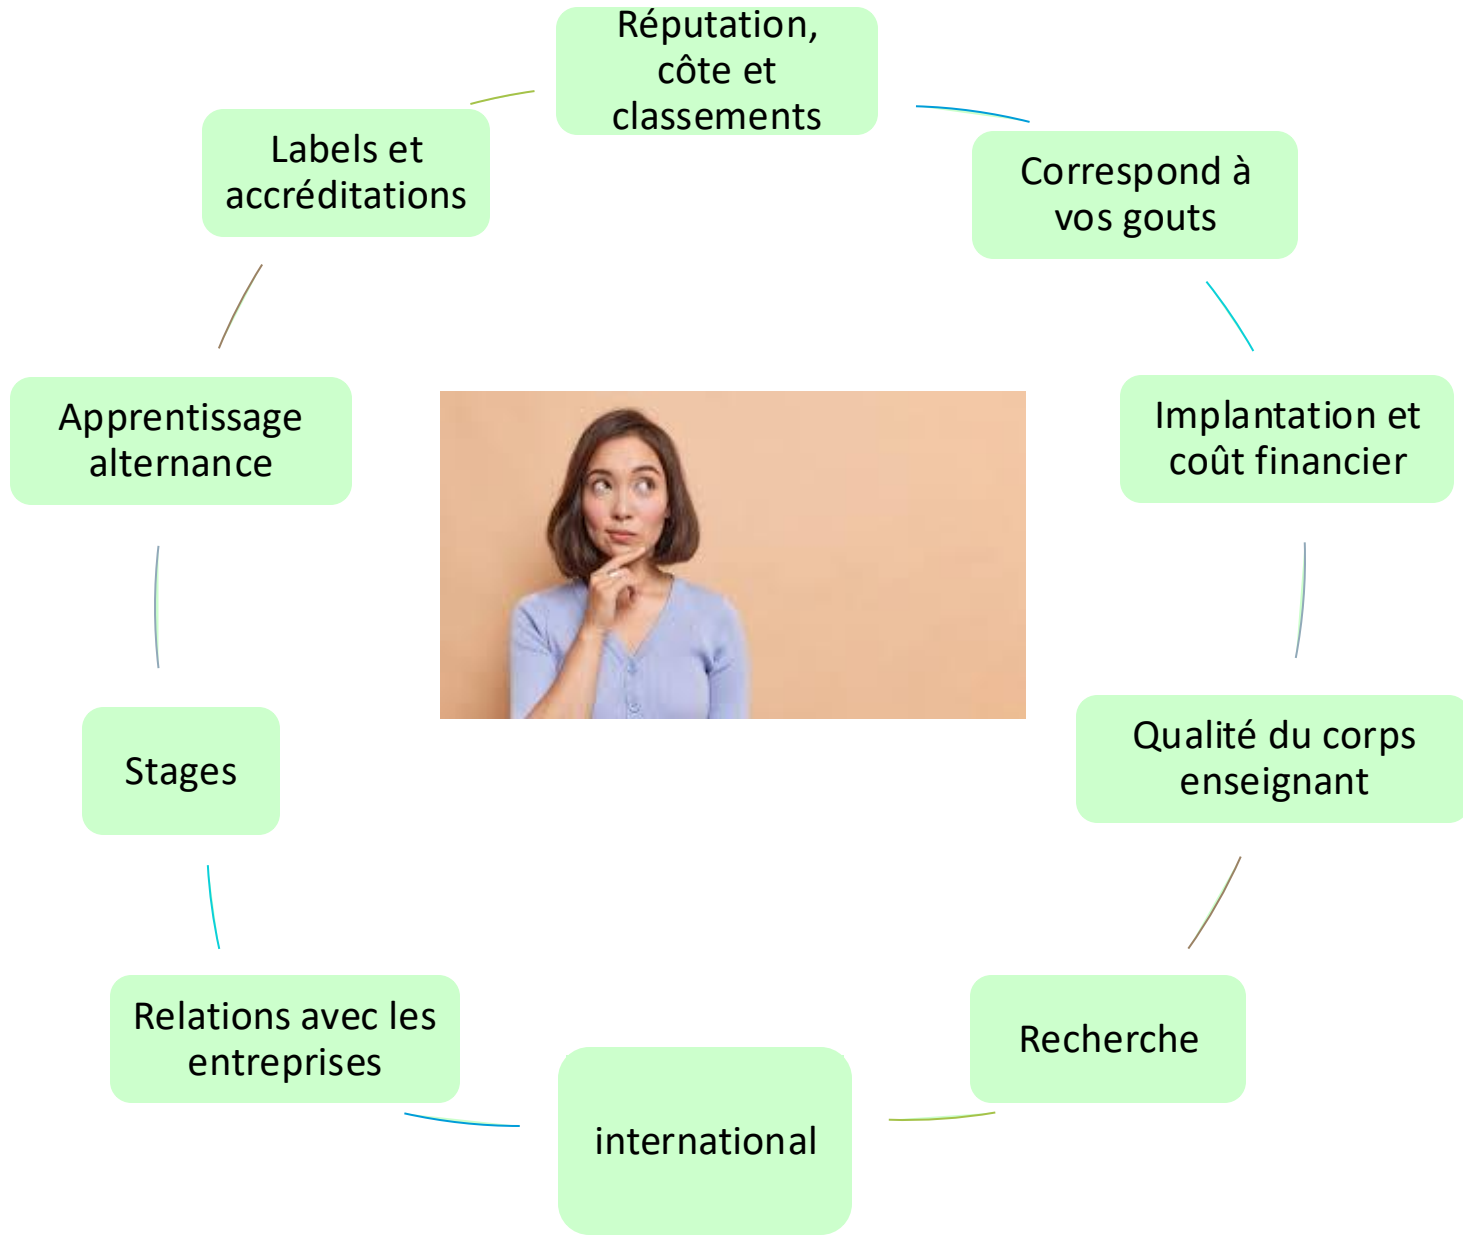 Réputation,
côte et
classements
Correspond à
vos gouts
Implantation et
coût financier
Qualité du corps
enseignant
Recherche
international
Relations avec les
entreprises
Stages
Apprentissage
alternance
Labels et
accréditations